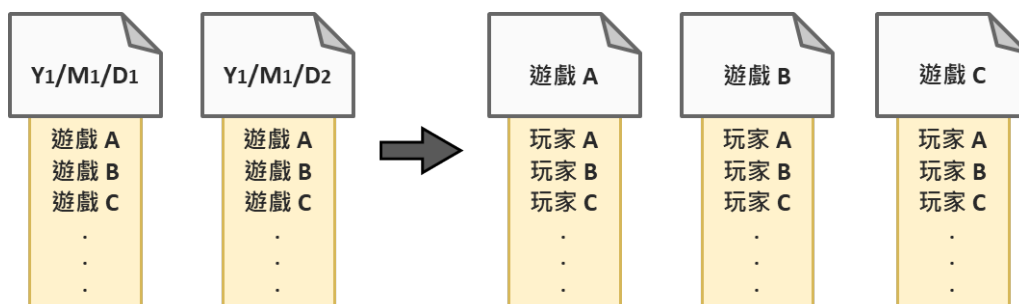 Y1/M1/D1
遊戲 A
遊戲 B
遊戲 C
.
.
.
Y1/M1/D2
遊戲 A
遊戲 B
遊戲 C
.
.
.
遊戲 A
玩家 A
玩家 B
玩家 C
.
.
.
遊戲 B
玩家 A
玩家 B
玩家 C
.
.
.
遊戲 C
玩家 A
玩家 B
玩家 C
.
.
.